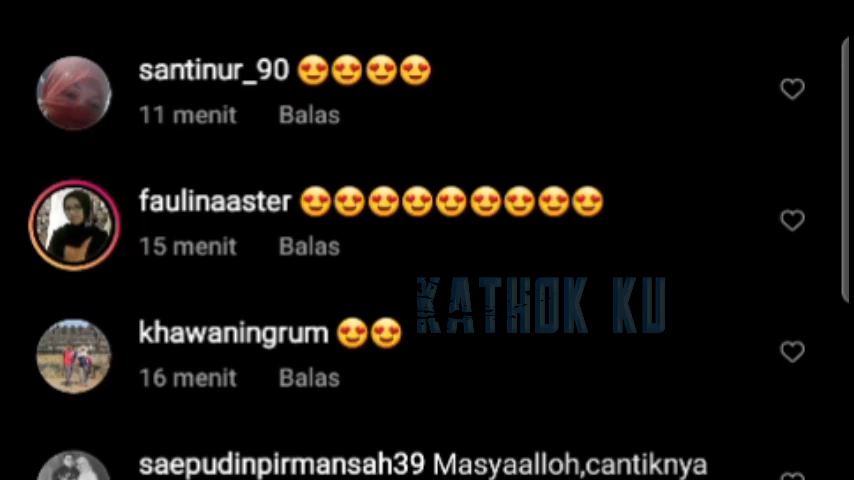 santinur_90 😍😍😍😍
11 menit Balas
faulinaaster 😍😍😍😍😍😍😍😍😍
15 menit Balas
KATHOK KU
khawaningrum 😍😍
16 menit Balas
saepudinpirmansah39 Masyaalloh,cantiknya